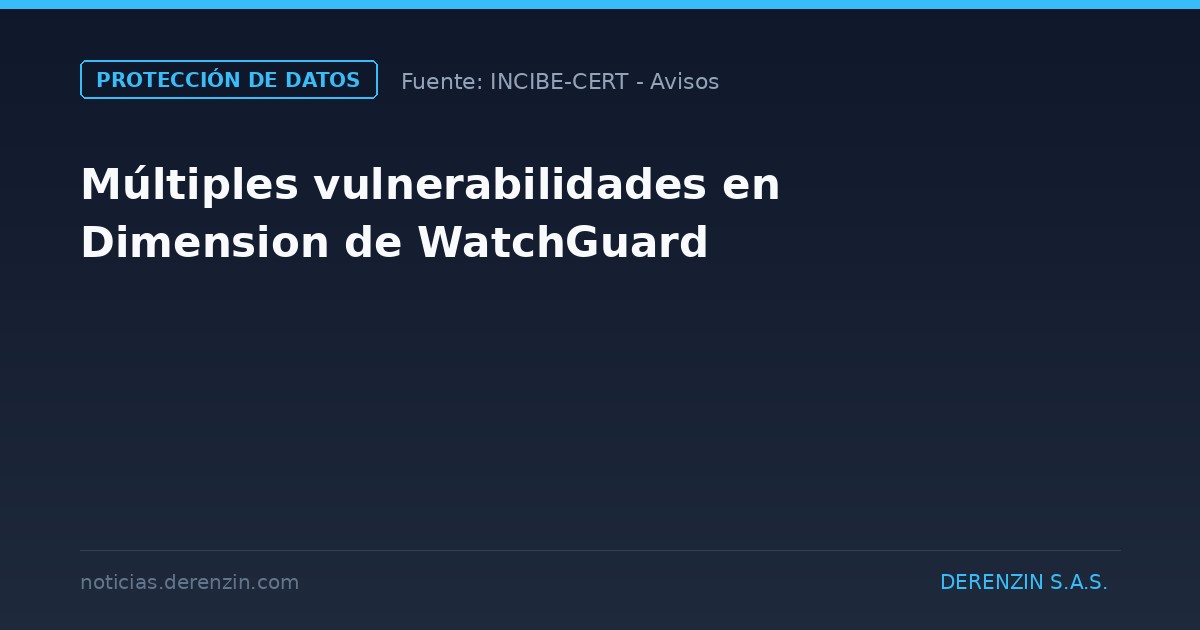 PROTECCIÓN DE DATOS
Fuente: INCIBE-CERT - Avisos
Múltiples vulnerabilidades en
Dimension de WatchGuard
noticias.derenzin.com
DERENZIN S.A.S.